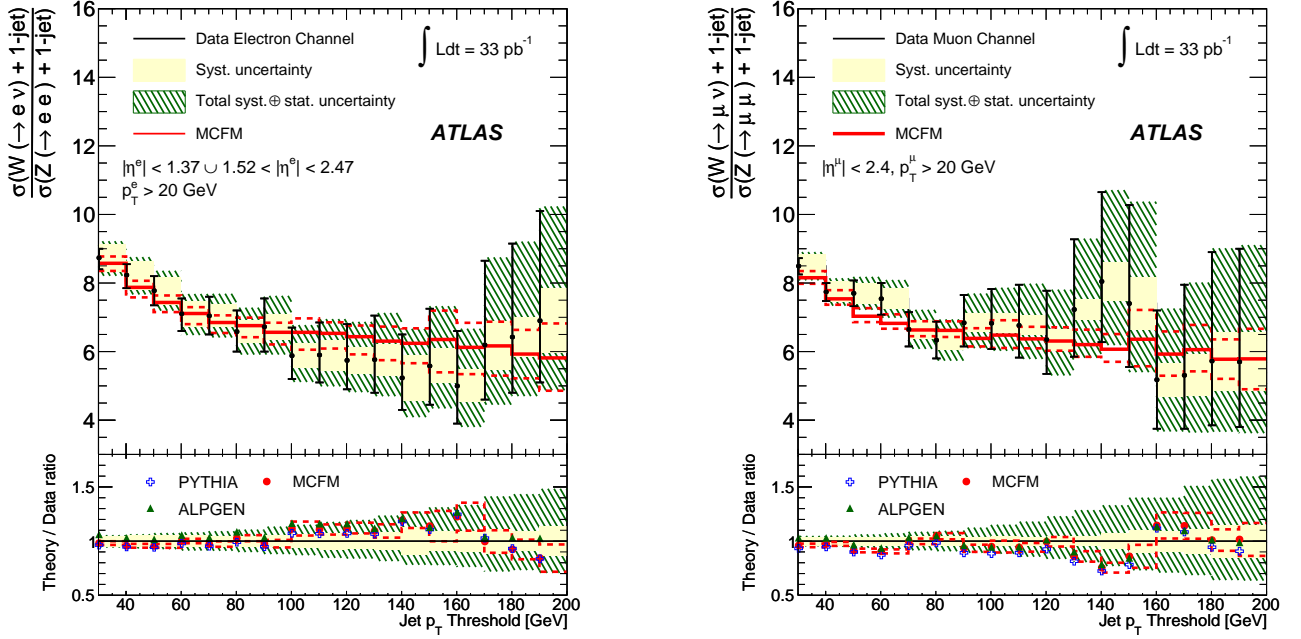 σ(W (→ e ν) + 1-jet)
σ(Z (→ e e) + 1-jet)
16
14
12
10
8
6
4
Data Electron Channel
∫ Ldt = 33 pb⁻¹
Syst. uncertainty
Total syst.⊕ stat. uncertainty
MCFM
ATLAS
|η^e| < 1.37 ∪ 1.52 < |η^e| < 2.47
p_T^e > 20 GeV
Theory / Data ratio
1.5
1
0.5
PYTHIA
MCFM
ALPGEN
40 60 80 100 120 140 160 180 200
Jet p_T Threshold [GeV]
σ(W (→ μ ν) + 1-jet)
σ(Z (→ μ μ) + 1-jet)
16
14
12
10
8
6
4
Data Muon Channel
∫ Ldt = 33 pb⁻¹
Syst. uncertainty
Total syst.⊕ stat. uncertainty
MCFM
ATLAS
|η^μ| < 2.4, p_T^μ > 20 GeV
Theory / Data ratio
1.5
1
0.5
PYTHIA
MCFM
ALPGEN
40 60 80 100 120 140 160 180 200
Jet p_T Threshold [GeV]